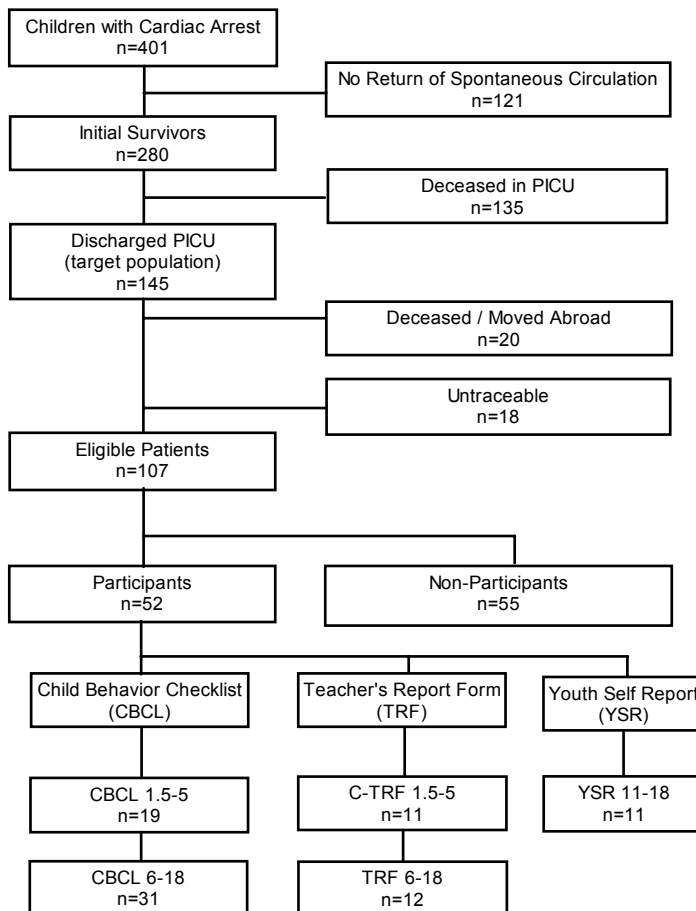 Children with Cardiac Arrest
n=401
No Return of Spontaneous Circulation
n=121
Initial Survivors
n=280
Deceased in PICU
n=135
Discharged PICU
(target population)
n=145
Deceased / Moved Abroad
n=20
Untraceable
n=18
Eligible Patients
n=107
Participants
n=52
Non-Participants
n=55
Child Behavior Checklist
(CBCL)
Teacher's Report Form
(TRF)
Youth Self Report
(YSR)
CBCL 1.5-5
n=19
C-TRF 1.5-5
n=11
YSR 11-18
n=11
CBCL 6-18
n=31
TRF 6-18
n=12